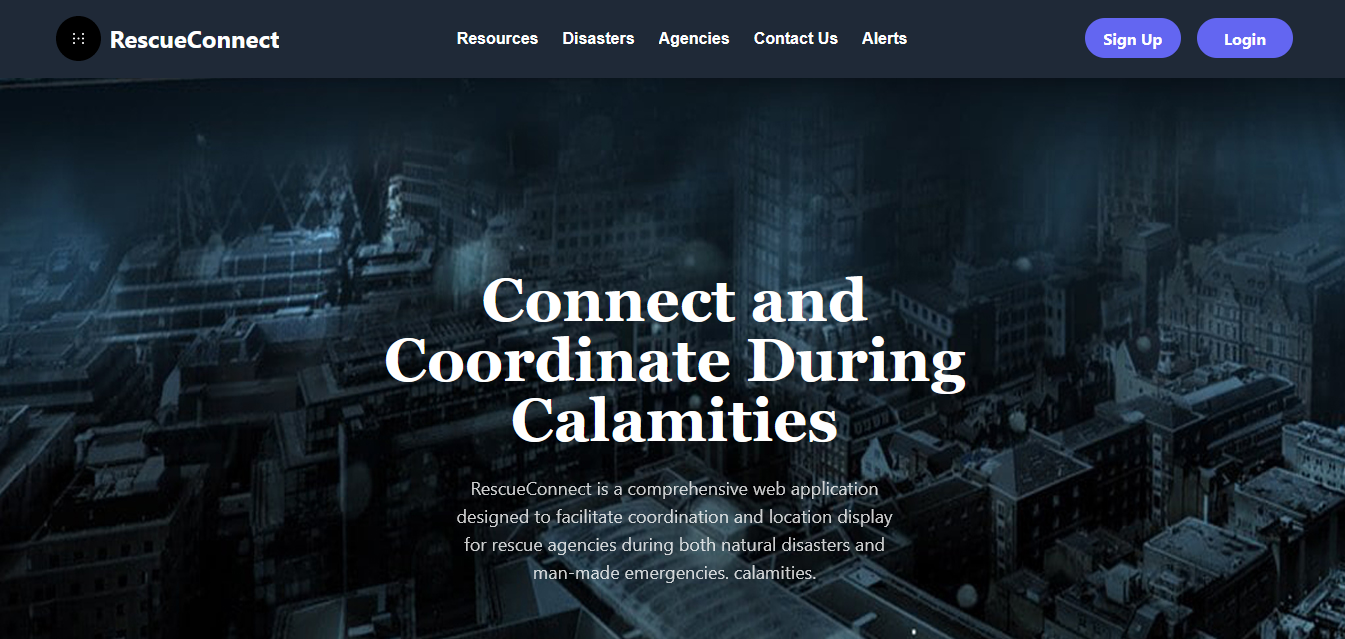 RescueConnect
Resources Disasters Agencies Contact Us Alerts
Sign Up Login
Connect and
Coordinate During
Calamities
RescueConnect is a comprehensive web application
designed to facilitate coordination and location display
for rescue agencies during both natural disasters and
man-made emergencies. calamities.